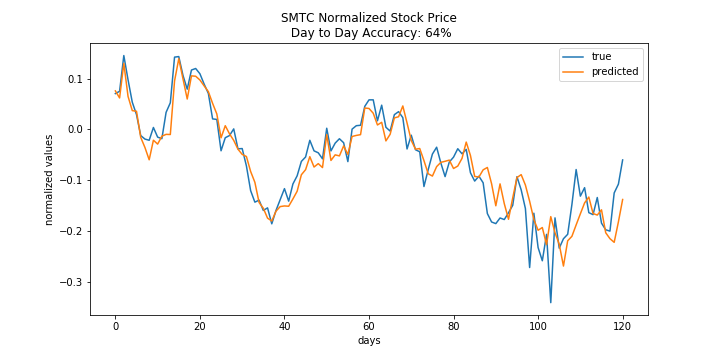 SMTC Normalized Stock Price
Day to Day Accuracy: 64%
true
predicted
normalized values
0.1
0.0
−0.1
−0.2
−0.3
0
20
40
60
80
100
120
days